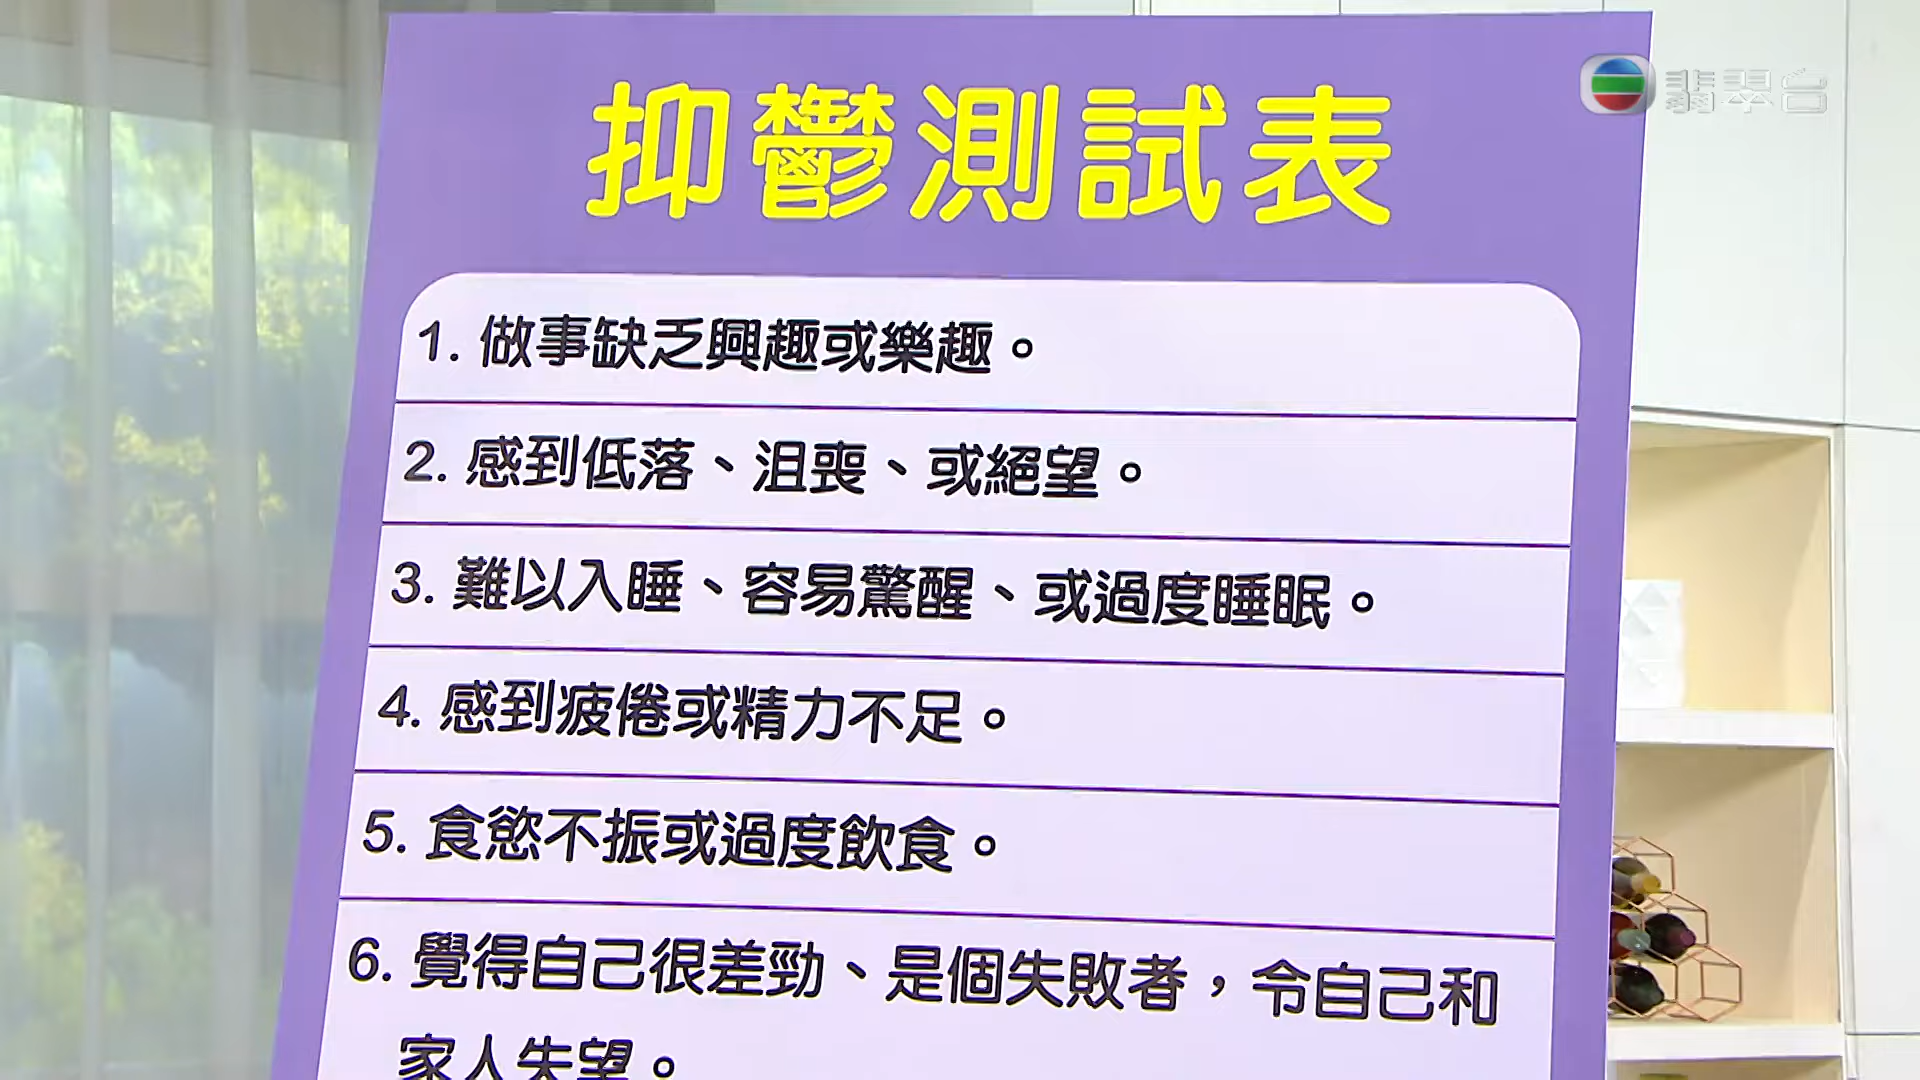 翡翠台
抑鬱測試表
1. 做事缺乏興趣或樂趣。
2. 感到低落、沮喪、或絕望。
3. 難以入睡、容易驚醒、或過度睡眠。
4. 感到疲倦或精力不足。
5. 食慾不振或過度飲食。
6. 覺得自己很差勁、是個失敗者，令自己和
家人失望。